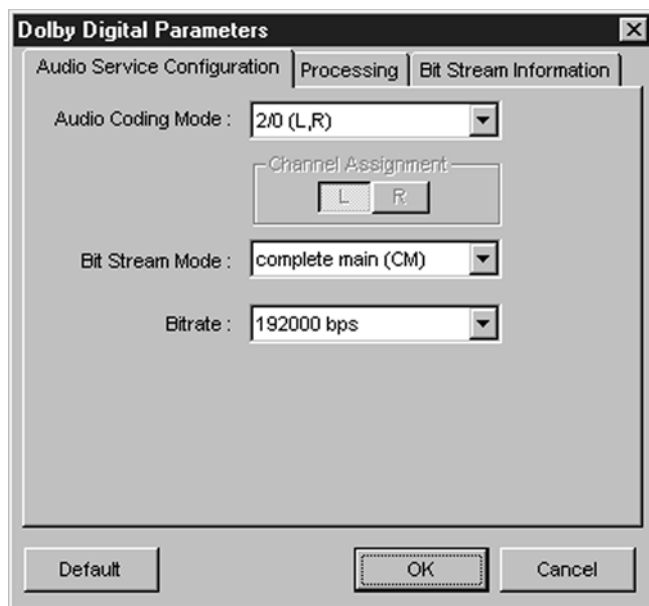 Dolby Digital Parameters
Audio Service Configuration Processing Bit Stream Information
Audio Coding Mode : 2/0 (L,R)
Channel Assignment
L R
Bit Stream Mode : complete main (CM)
Bitrate : 192000 bps
Default OK Cancel